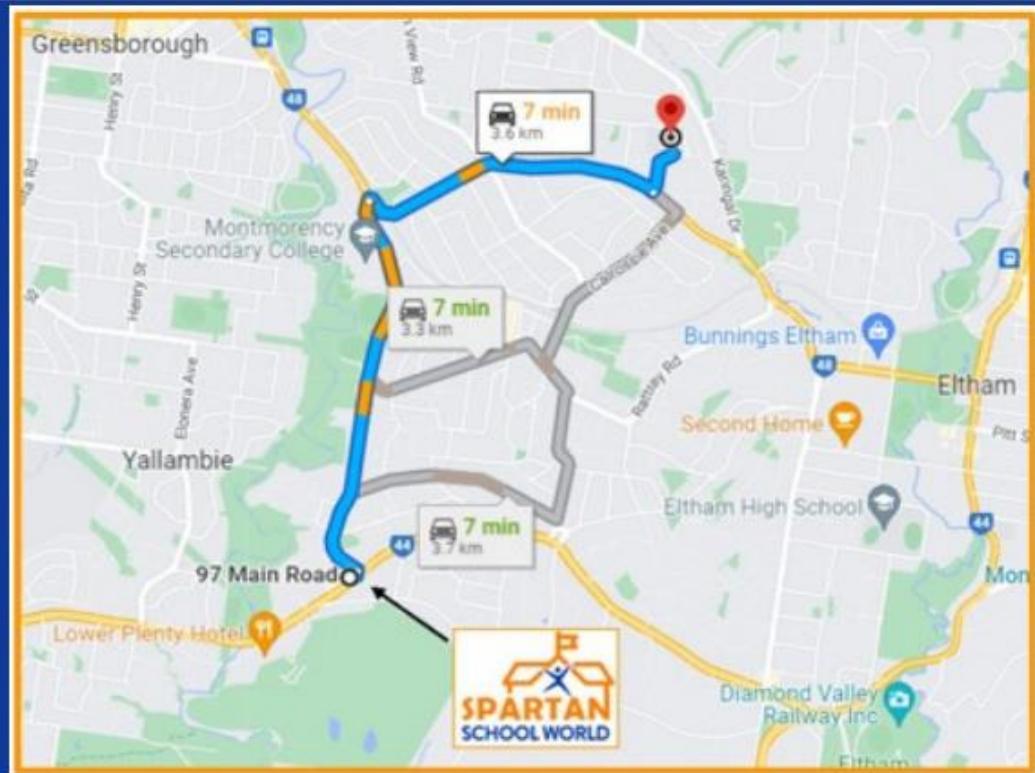 Greensborough
View Rd
Henry St
48
7 min
3.6 km
Karingal Dr
Montmorency
Secondary College
Henry St
7 min
3.3 km
Bunnings Eltham
Rattray Rd
48
Eltham
Elonera Ave
Second Home
Pitt S
Yallambie
Eltham High School
7 min
3.7 km
44
44
97 Main Road
Mon
Lower Plenty Hotel
SPARTAN
SCHOOL WORLD
Diamond Valley
Railway Inc
Eltham